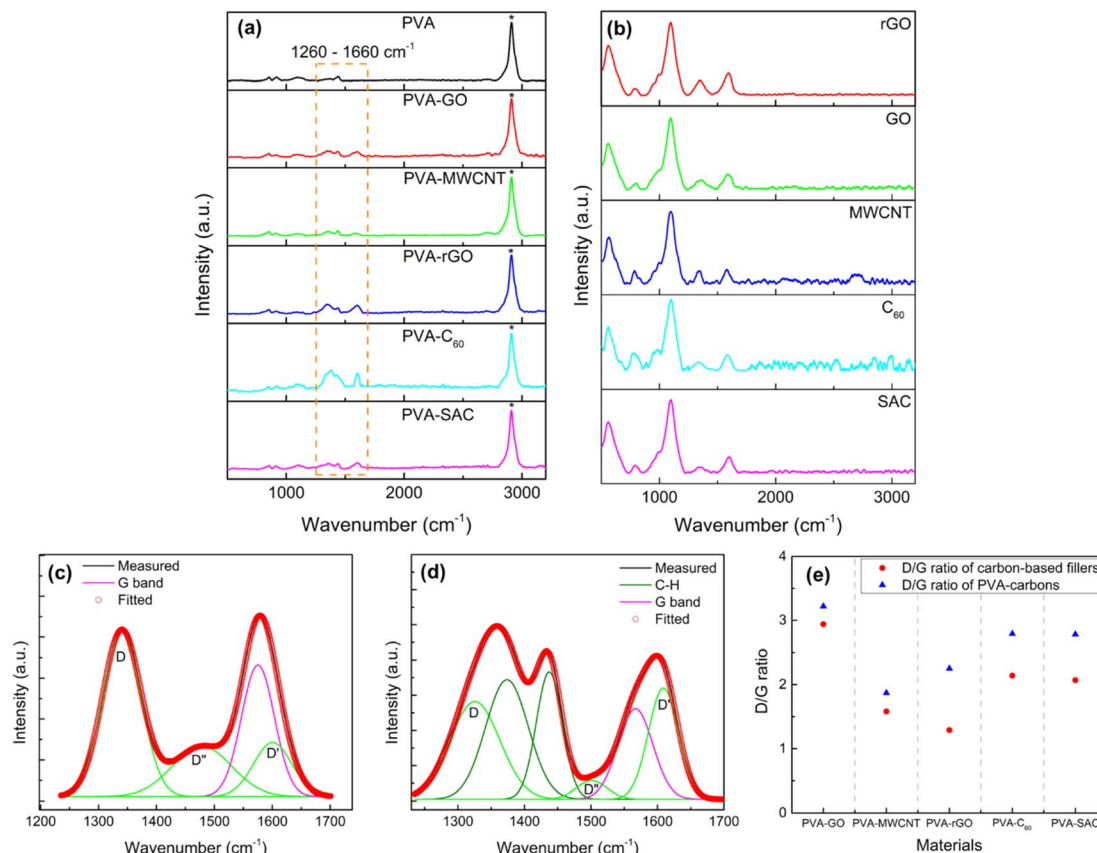 (a)
PVA
1260 - 1660 cm⁻¹
*
PVA-GO
*
PVA-MWCNT
*
PVA-rGO
*
PVA-C₆₀
*
PVA-SAC
*
Intensity (a.u.)
1000 2000 3000
Wavenumber (cm⁻¹)
(b)
rGO
GO
MWCNT
C₆₀
SAC
Intensity (a.u.)
1000 2000 3000
Wavenumber (cm⁻¹)
(c)
Measured
G band
Fitted
D
D"
D'
Intensity (a.u.)
1200 1300 1400 1500 1600 1700
Wavenumber (cm⁻¹)
(d)
Measured
C-H
G band
Fitted
D
D"
D'
Intensity (a.u.)
1300 1400 1500 1600 1700
Wavenumber (cm⁻¹)
(e)
D/G ratio of carbon-based fillers
D/G ratio of PVA-carbons
D/G ratio
4
3
2
1
0
PVA-GO PVA-MWCNT PVA-rGO PVA-C₆₀ PVA-SAC
Materials